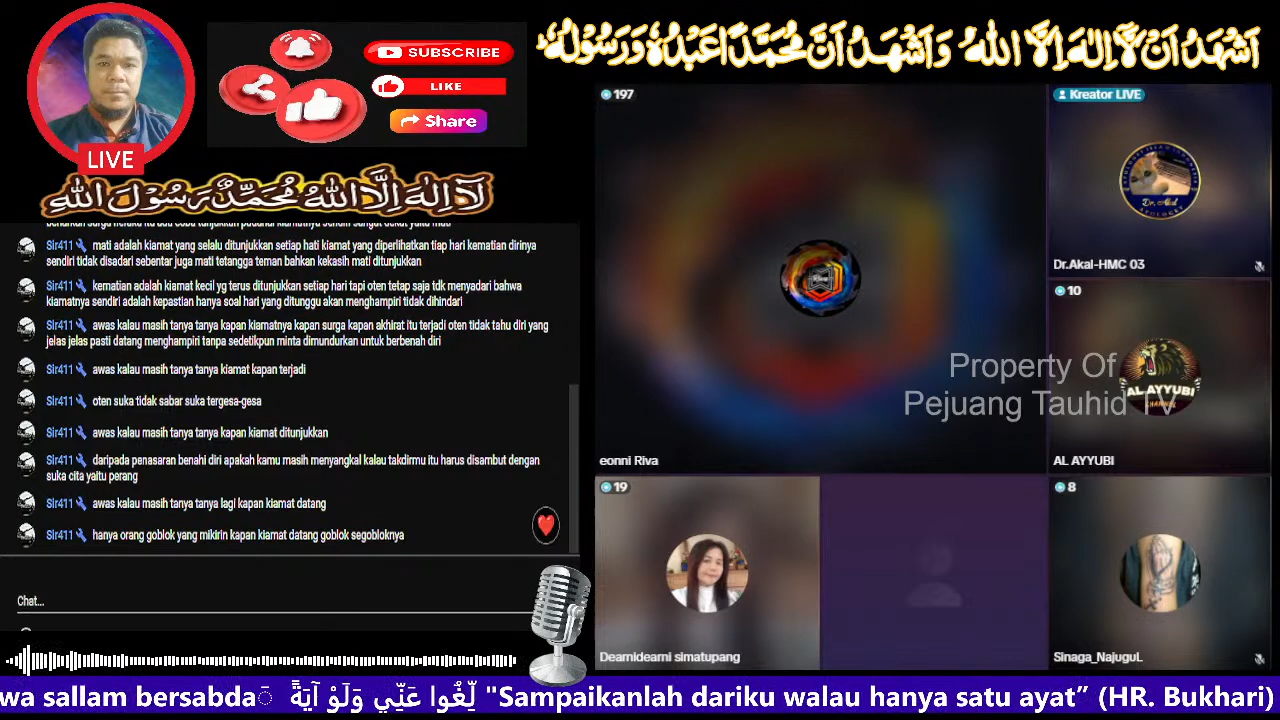 LIVE
SUBSCRIBE
LIKE
Share
اَشْهَدُ اَنْ لَّا اِلٰهَ اِلَّا اللهُ وَاَشْهَدُ اَنَّ مُحَمَّدًا عَبْدُهٗ وَرَسُوْلُهٗ
لَآ اِلٰهَ اِلَّا اللهُ مُحَمَّدٌ رَسُوْلُ اللهِ
Sir411 mati adalah kiamat yang selalu ditunjukkan setiap hati kiamat yang diperlihatkan tiap hari kematian dirinya
sendiri tidak disadari sebentar juga mati tetangga teman bahkan kekasih mati ditunjukkan
Sir411 kematian adalah kiamat kecil yg terus ditunjukkan setiap hari tapi oten tetap saja tdk menyadari bahwa
kiamatnya sendiri adalah kepastian hanya soal hari yang ditunggu akan menghampiri tidak dihindari
Sir411 awas kalau masih tanya tanya kapan kiamatnya kapan surga kapan akhirat itu terjadi oten tidak tahu diri yang
jelas jelas pasti datang menghampiri tanpa sedetikpun minta dimundurkan untuk berbenah diri
Sir411 awas kalau masih tanya tanya kiamat kapan terjadi
Sir411 oten suka tidak sabar suka tergesa-gesa
Sir411 awas kalau masih tanya tanya kapan kiamat ditunjukkan
Sir411 daripada penasaran benahi diri apakah kamu masih menyangkal kalau takdirmu itu harus disambut dengan
suka cita yaitu perang
Sir411 awas kalau masih tanya tanya lagi kapan kiamat datang
Sir411 hanya orang goblok yang mikirin kapan kiamat datang goblok segobloknya
Chat...
197
eonni Riva
Kreator LIVE
Dr. Akal
Dr.Akal-HMC 03
10
Property Of
Pejuang Tauhid TV
AL AYYUBI
CHANNEL
AL AYYUBI
19
Dearnidearni simatupang
8
Sinaga_NajuguL
wa sallam bersabda َ لِّغُوا عَنِّي وَلَوْ آيَةً "Sampaikanlah dariku walau hanya satu ayat” (HR. Bukhari)